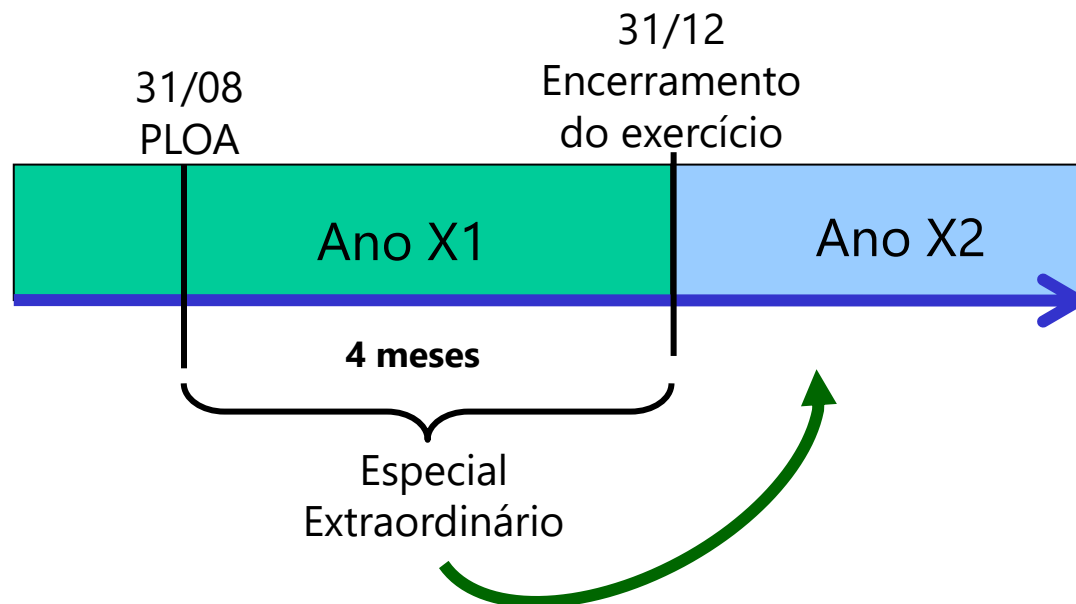 31/08
PLOA
31/12
Encerramento
do exercício
Ano X1
Ano X2
4 meses
Especial
Extraordinário